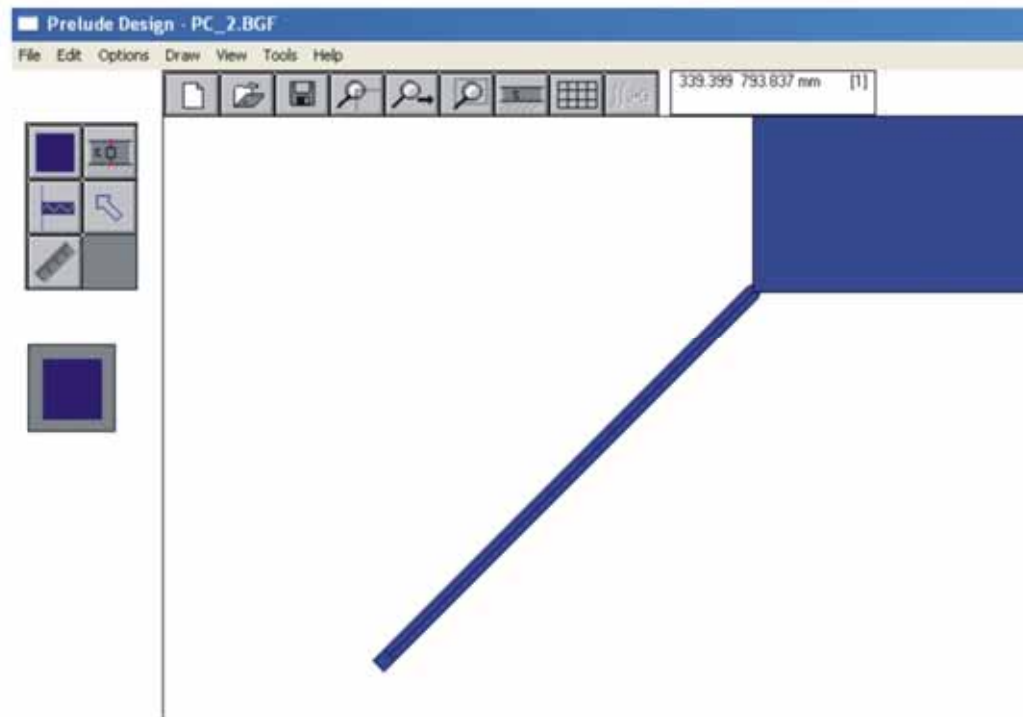 Prelude Design - PC_2.BGF
File Edit Options Draw View Tools Help
339.399 793.837 mm [1]